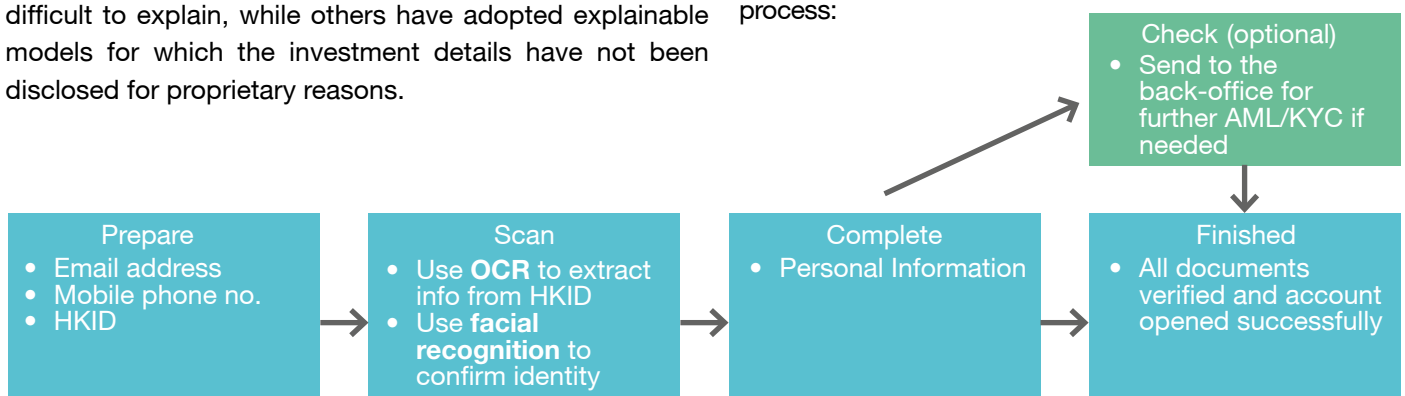 difficult to explain, while others have adopted explainable
models for which the investment details have not been
disclosed for proprietary reasons.
process:
Prepare
• Email address
• Mobile phone no.
• HKID
Scan
• Use OCR to extract
info from HKID
• Use facial
recognition to
confirm identity
Complete
• Personal Information
Check (optional)
• Send to the
back-office for
further AML/KYC if
needed
Finished
• All documents
verified and account
opened successfully